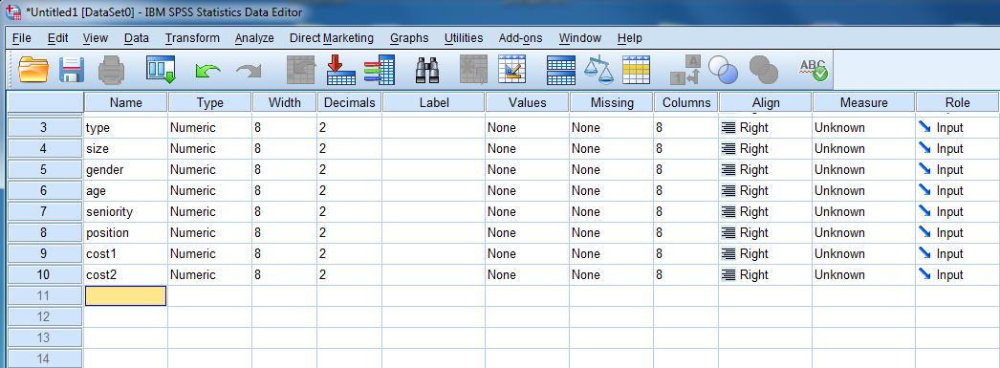 *Untitled1 [DataSet0] - IBM SPSS Statistics Data Editor
File Edit View Data Transform Analyze Direct Marketing Graphs Utilities Add-ons Window Help
1 4 A
ABC
Name Type Width Decimals Label Values Missing Columns Align Measure Role
3 type Numeric 8 2 None None 8 Right Unknown Input
4 size Numeric 8 2 None None 8 Right Unknown Input
5 gender Numeric 8 2 None None 8 Right Unknown Input
6 age Numeric 8 2 None None 8 Right Unknown Input
7 seniority Numeric 8 2 None None 8 Right Unknown Input
8 position Numeric 8 2 None None 8 Right Unknown Input
9 cost1 Numeric 8 2 None None 8 Right Unknown Input
10 cost2 Numeric 8 2 None None 8 Right Unknown Input
11
12
13
14